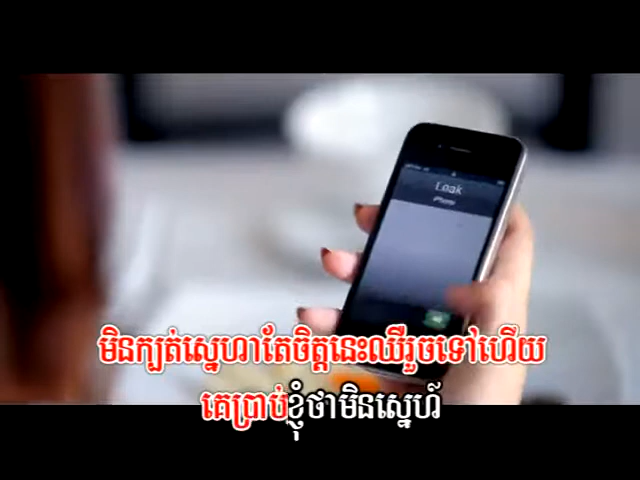 Leak
iPhone
មិនក្បត់ស្នេហាតែចិត្តនេះឈឺរួចទៅហើយ
គេប្រាប់ខ្ញុំថាមិនស្នេហ៍